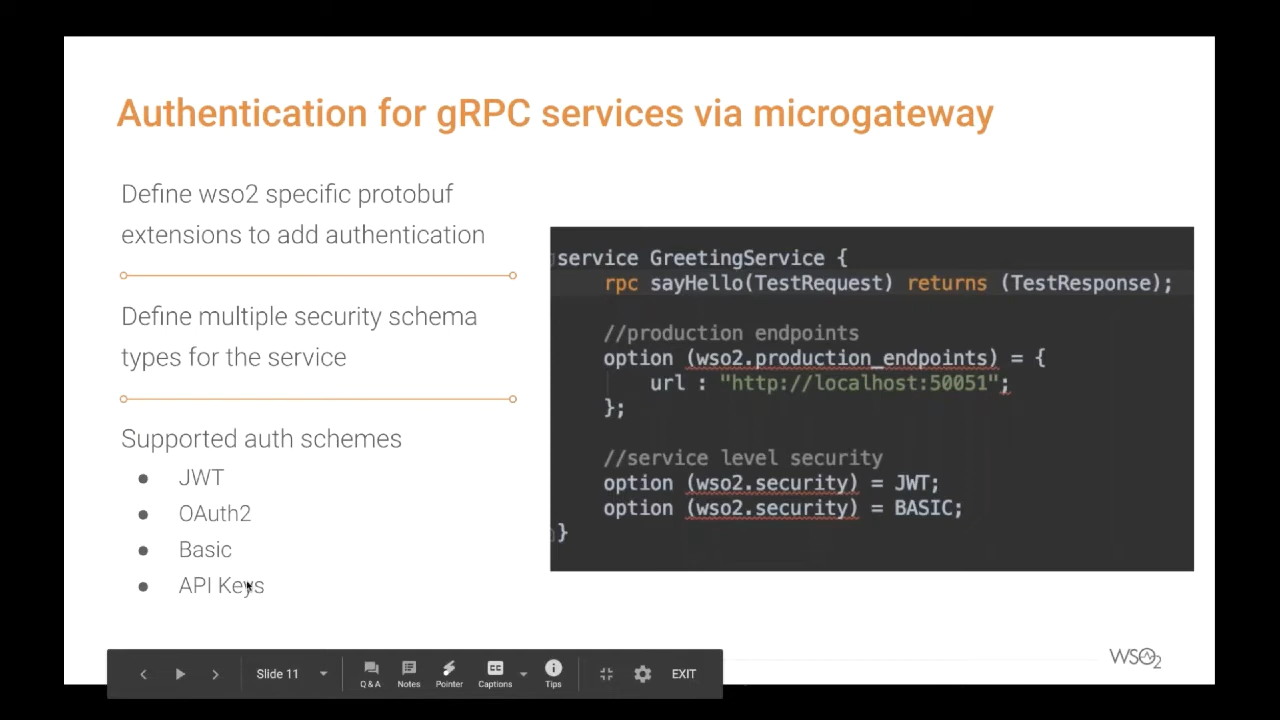 Authentication for gRPC services via microgateway
Define wso2 specific protobuf
extensions to add authentication
Define multiple security schema
types for the service
Supported auth schemes
JWT
OAuth2
Basic
API Keys
service GreetingService {
rpc sayHello(TestRequest) returns (TestResponse);
//production endpoints
option (wso2.production_endpoints) = {
url : "http://localhost:50051";
};
//service level security
option (wso2.security) = JWT;
option (wso2.security) = BASIC;
}
WSO2
Slide 11
Q & A
Notes
Pointer
CC
Captions
Tips
EXIT